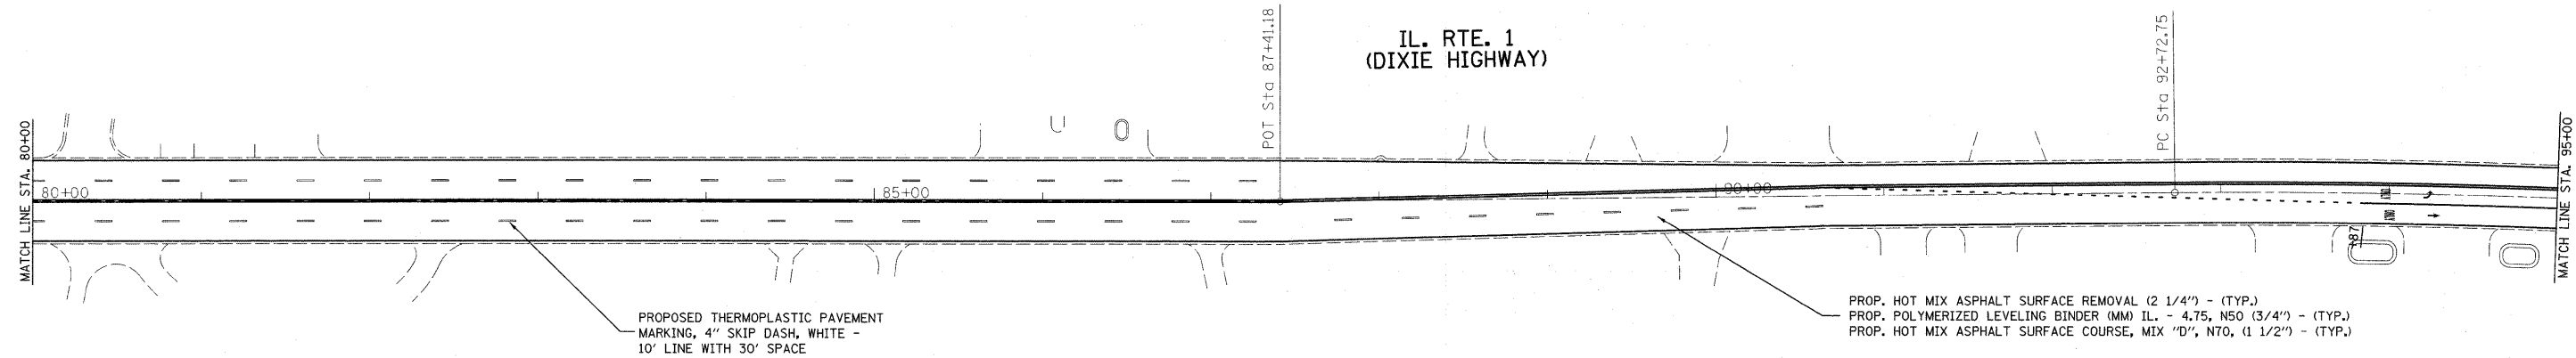 IL. RTE. 1
(DIXIE HIGHWAY)
POT Sta 87+41.18
PC Sta 92+72.75
MATCH LINE STA. 80+00
80+00
85+00
90+00
ONLY
ONLY
+87
MATCH LINE STA. 95+00
PROPOSED THERMOPLASTIC PAVEMENT
MARKING, 4" SKIP DASH, WHITE -
10' LINE WITH 30' SPACE
PROP. HOT MIX ASPHALT SURFACE REMOVAL (2 1/4") - (TYP.)
PROP. POLYMERIZED LEVELING BINDER (MM) IL. - 4.75, N50 (3/4") - (TYP.)
PROP. HOT MIX ASPHALT SURFACE COURSE, MIX "D", N70, (1 1/2") - (TYP.)